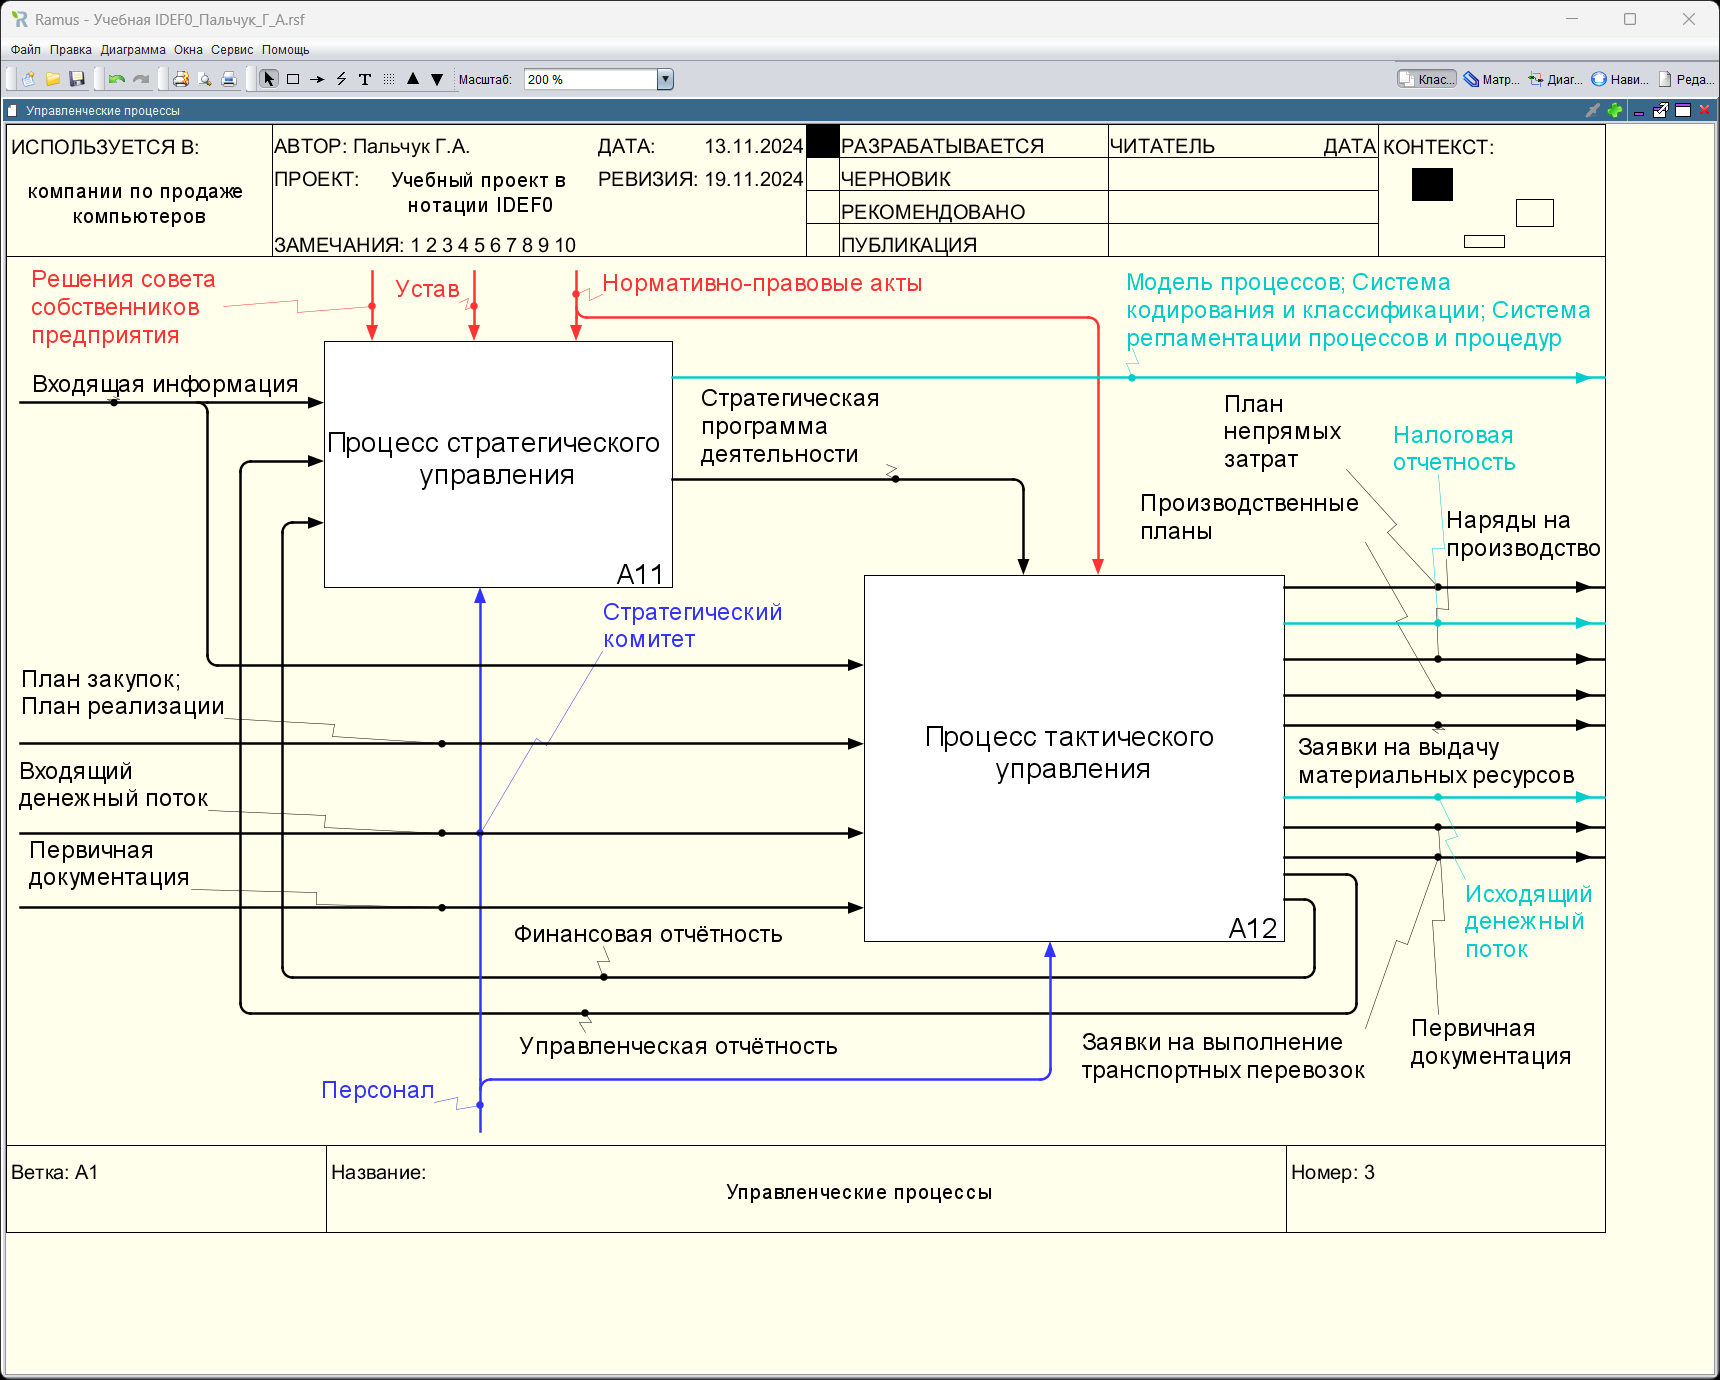 Ramus - Учебная IDEF0_Пальчук_Г_А.rsf
Файл Правка Диаграмма Окна Сервис Помощь
Масштаб: 200 %
Клас... Матр... Диаг... Нави... Реда...
Управленческие процессы
ИСПОЛЬЗУЕТСЯ В:
компании по продаже
компьютеров
АВТОР: Пальчук Г.А.
ДАТА: 13.11.2024
ПРОЕКТ: Учебный проект в
нотации IDEF0
РЕВИЗИЯ: 19.11.2024
ЗАМЕЧАНИЯ: 1 2 3 4 5 6 7 8 9 10
РАЗРАБАТЫВАЕТСЯ
ЧЕРНОВИК
РЕКОМЕНДОВАНО
ПУБЛИКАЦИЯ
ЧИТАТЕЛЬ ДАТА
КОНТЕКСТ:
Решения совета
собственников
предприятия
Устав
Нормативно-правовые акты
Модель процессов; Система
кодирования и классификации; Система
регламентации процессов и процедур
Входящая информация
Процесс стратегического
управления
A11
Стратегическая
программа
деятельности
План
непрямых
затрат
Налоговая
отчетность
Производственные
планы
Наряды на
производство
Стратегический
комитет
План закупок;
План реализации
Процесс тактического
управления
A12
Заявки на выдачу
материальных ресурсов
Входящий
денежный поток
Первичная
документация
Исходящий
денежный
поток
Финансовая отчётность
Управленческая отчётность
Заявки на выполнение
транспортных перевозок
Первичная
документация
Персонал
Ветка: A1
Название:
Управленческие процессы
Номер: 3